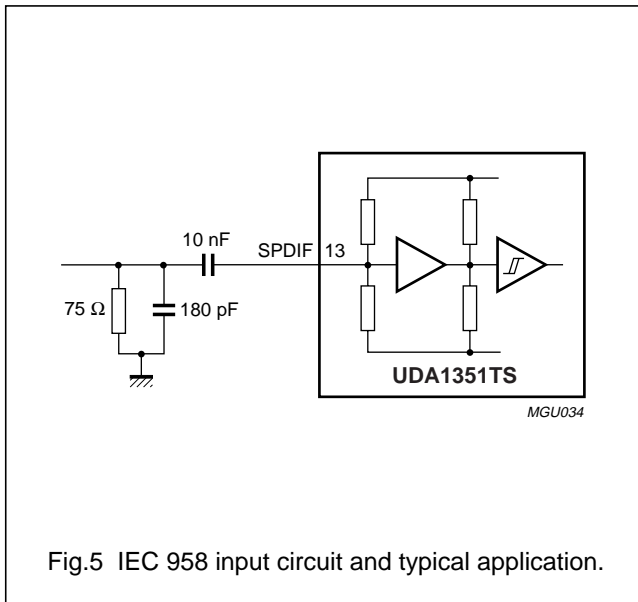 10 nF
SPDIF 13
75 Ω
180 pF
UDA1351TS
MGU034
Fig.5 IEC 958 input circuit and typical application.